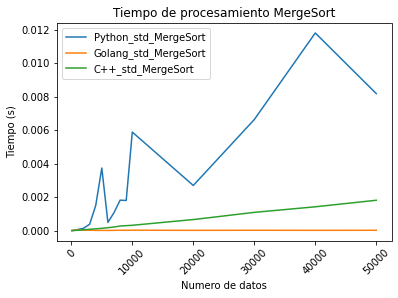 Tiempo de procesamiento MergeSort
Python_std_MergeSort
Golang_std_MergeSort
C++_std_MergeSort
Tiempo (s)
0.012
0.010
0.008
0.006
0.004
0.002
0.000
0
10000
20000
30000
40000
50000
Numero de datos